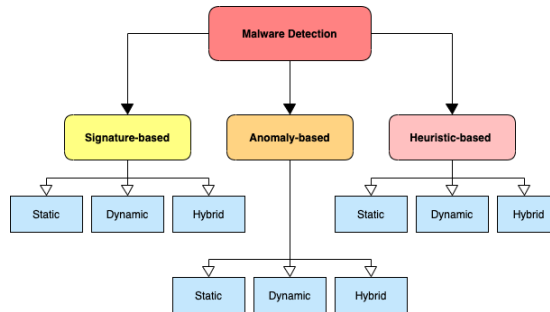 Malware Detection
Signature-based
Anomaly-based
Heuristic-based
Static
Dynamic
Hybrid
Static
Dynamic
Hybrid
Static
Dynamic
Hybrid